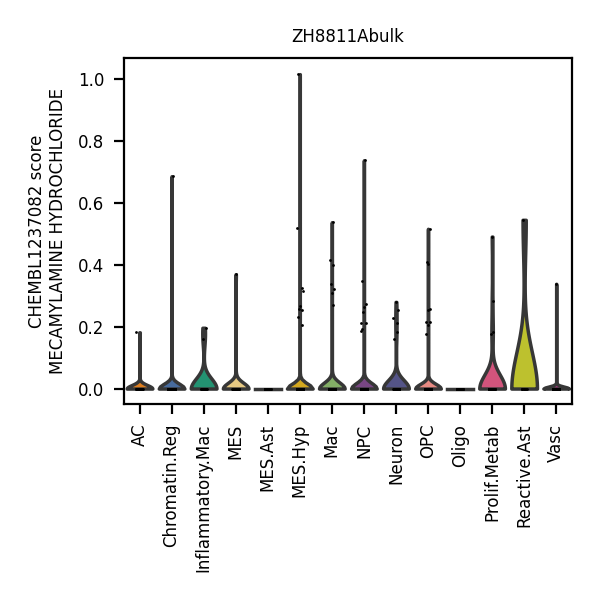 ZH8811Abulk
CHEMBL1237082 score
MECAMYLAMINE HYDROCHLORIDE
1.0
0.8
0.6
0.4
0.2
0.0
AC
Chromatin.Reg
Inflammatory.Mac
MES
MES.Ast
MES.Hyp
Mac
NPC
Neuron
OPC
Oligo
Prolif.Metab
Reactive.Ast
Vasc